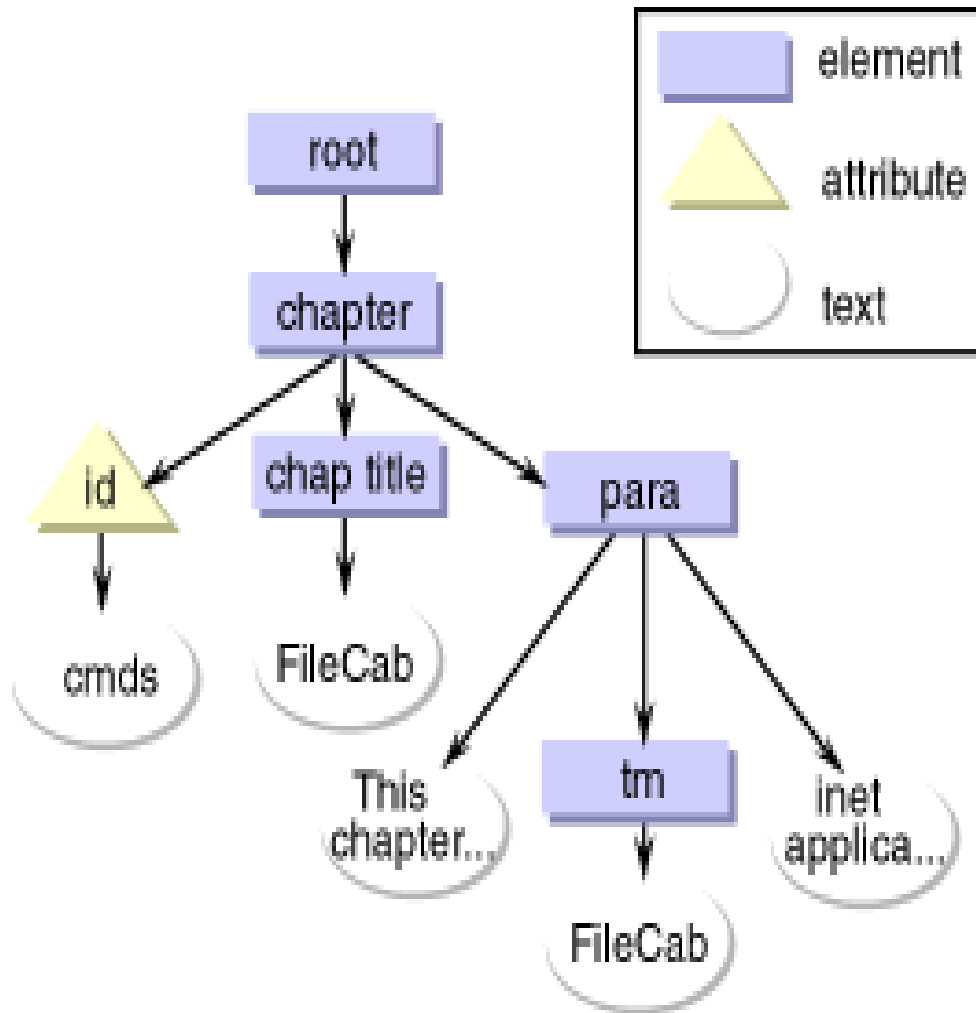 element
attribute
text
root
chapter
id
chap title
para
cmds
FileCab
This
chapter...
tm
inet
applica...
FileCab